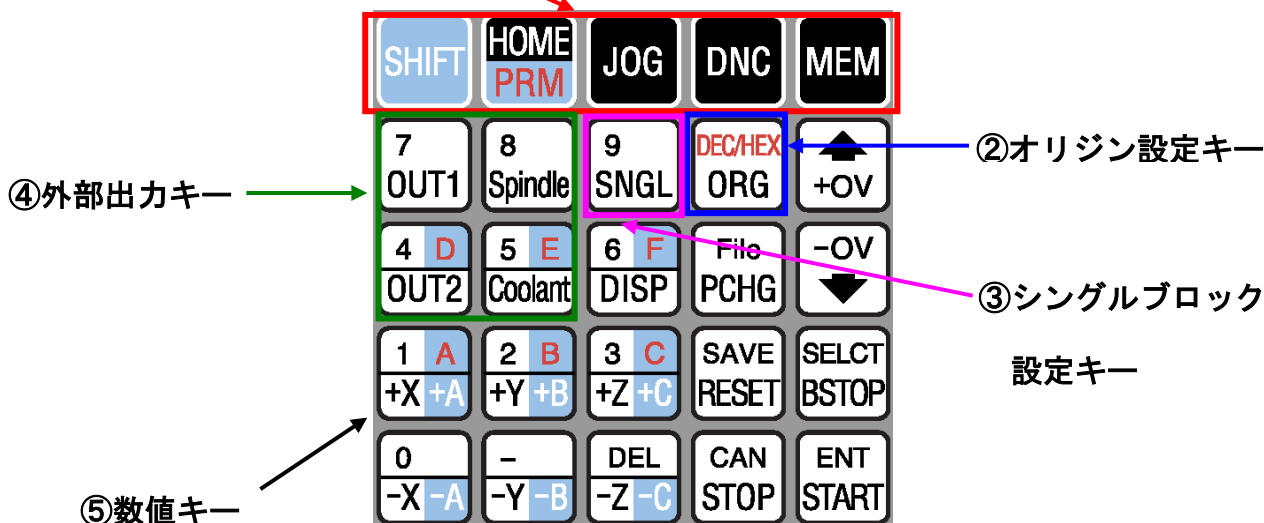 SHIFT HOME JOG DNC MEM
PRM
7 8 9 DEC/HEX
OUT1 Spindle SNGL ORG +OV
②オリジン設定キー
④外部出力キー
4 D 5 E 6 F File -OV
OUT2 Coolant DISP PCHG
③シングルブロック
設定キー
1 A 2 B 3 C SAVE SELCT
+X +A +Y +B +Z +C RESET BSTOP
0 - DEL CAN ENT
-X -A -Y -B -Z -C STOP START
⑤数値キー